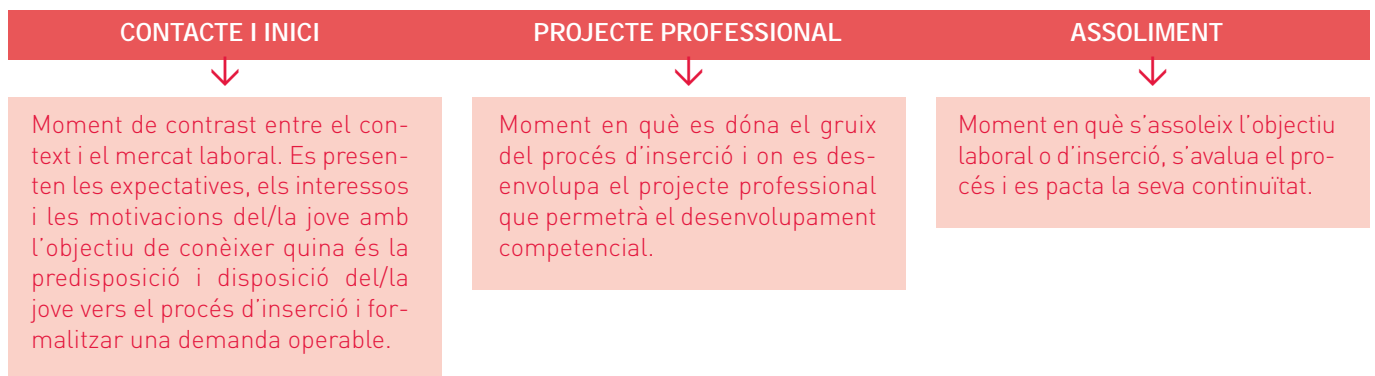 CONTACTE I INICI
PROJECTE PROFESSIONAL
ASSOLIMENT
Moment de contrast entre el con-
text i el mercat laboral. Es presen-
ten les expectatives, els interessos
i les motivacions del/la jove amb
l’objectiu de conèixer quina és la
predisposició i disposició del/la
jove vers el procés d’inserció i for-
malitzar una demanda operable.
Moment en què es dóna el gruix
del procés d’inserció i on es des-
envolupa el projecte professional
que permetrà el desenvolupament
competencial.
Moment en què s’assoleix l’objectiu
laboral o d’inserció, s’avalua el pro-
cés i es pacta la seva continuïtat.